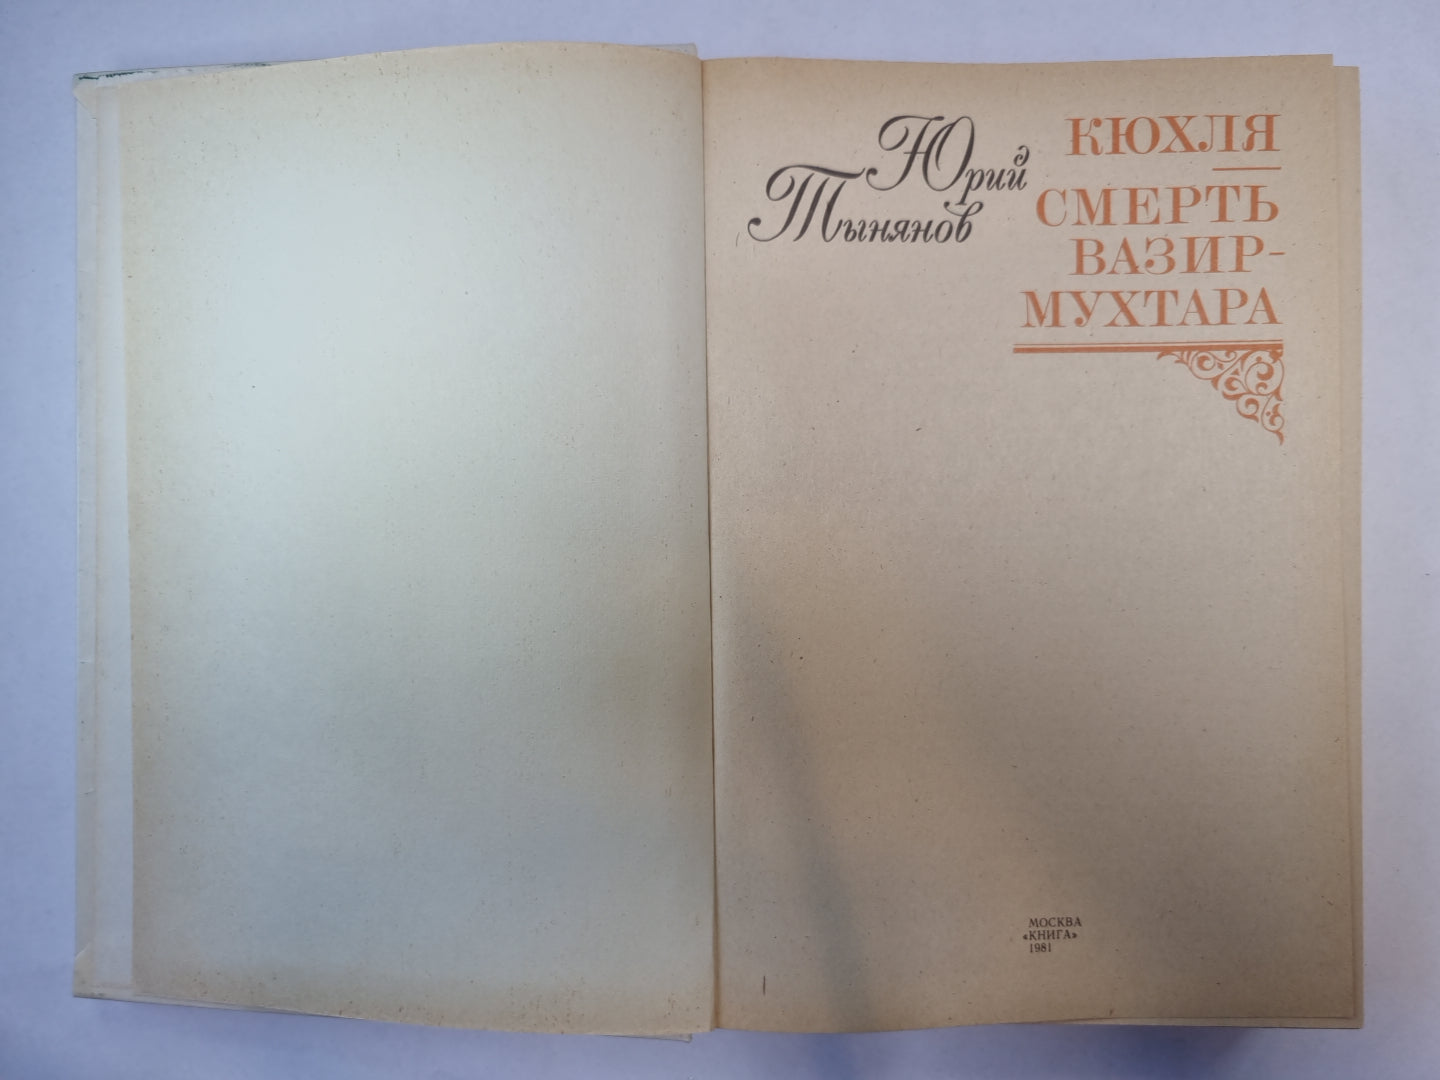 Юрий
Тынянов
КЮХЛЯ
СМЕРТЬ
ВАЗИР-
МУХТАРА
МОСКВА
«КНИГА»
1981